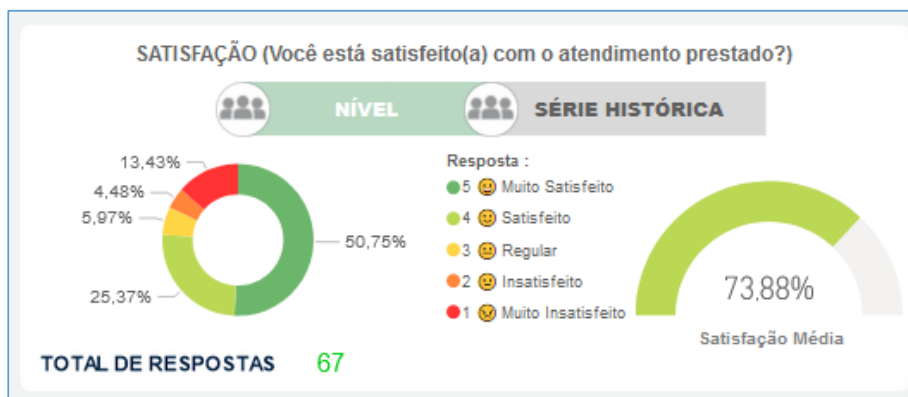 SATISFAÇÃO (Você está satisfeito(a) com o atendimento prestado?)
NÍVEL
SÉRIE HISTÓRICA
13,43%
4,48%
5,97%
25,37%
50,75%
Resposta :
5 Muito Satisfeito
4 Satisfeito
3 Regular
2 Insatisfeito
1 Muito Insatisfeito
73,88%
Satisfação Média
TOTAL DE RESPOSTAS 67